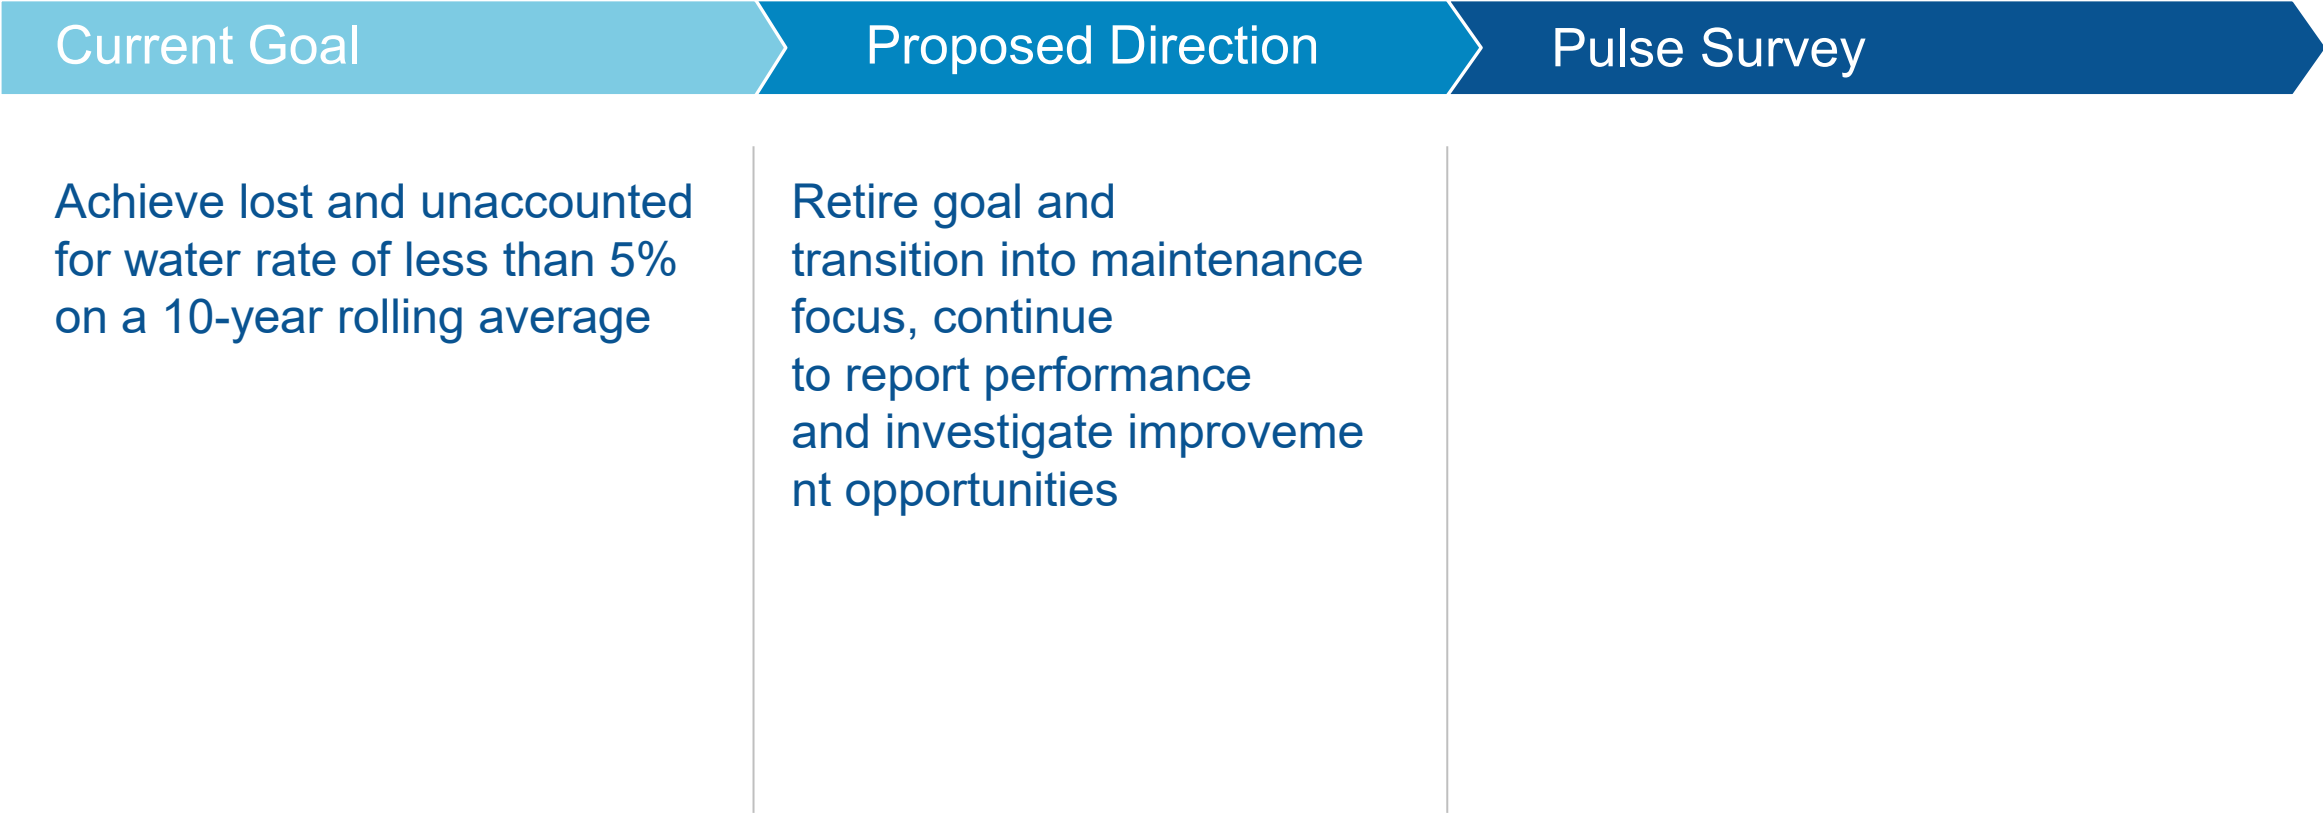 Current Goal
Proposed Direction
Pulse Survey
Achieve lost and unaccounted
for water rate of less than 5%
on a 10-year rolling average
Retire goal and
transition into maintenance
focus, continue
to report performance
and investigate improveme
nt opportunities